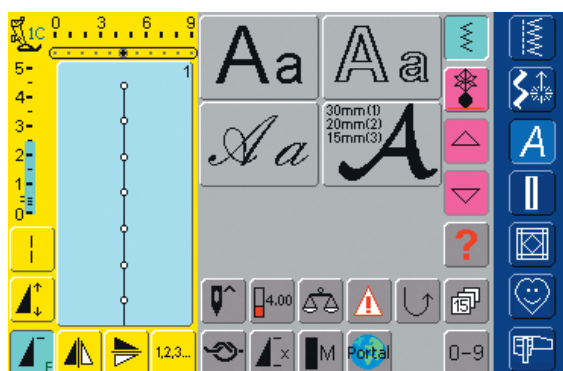 1C
0 3 6 9
1
5-
4-
3-
2-
1-
0-
Aa
Aa
Aa
30mm(1)
20mm(2)
15mm(3)
A
A
?
4.00
15
F
1,2,3...
x
M
Portal
0-9